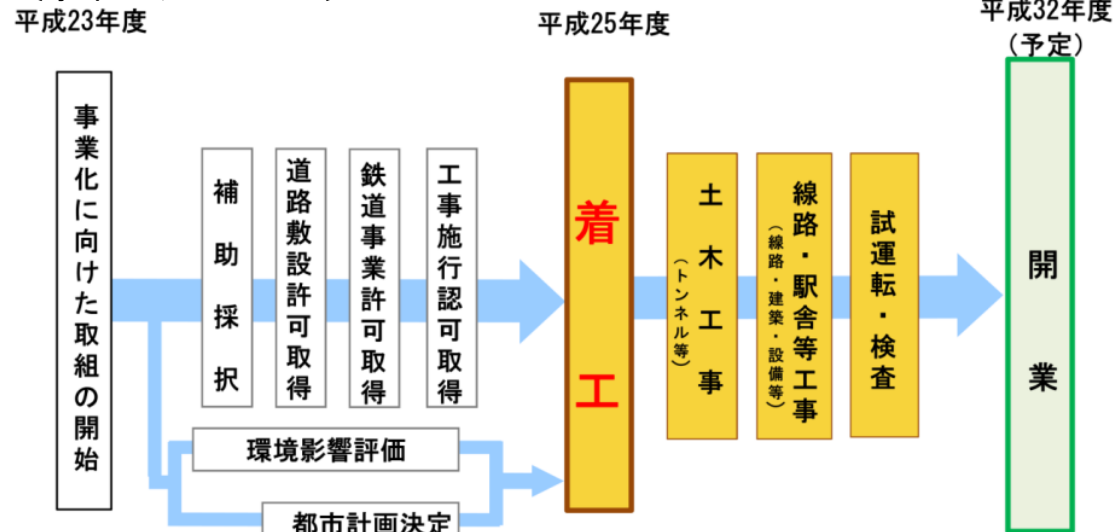 平成23年度
平成25年度
平成32年度
(予定)
事業化に向けた取組の開始
補助採択
道路敷設許可取得
鉄道事業許可取得
工事施行認可取得
環境影響評価
都市計画決定
着工
土木工事
(トンネル等)
線路・駅舎等工事
(線路・建築・設備等)
試運転・検査
開業